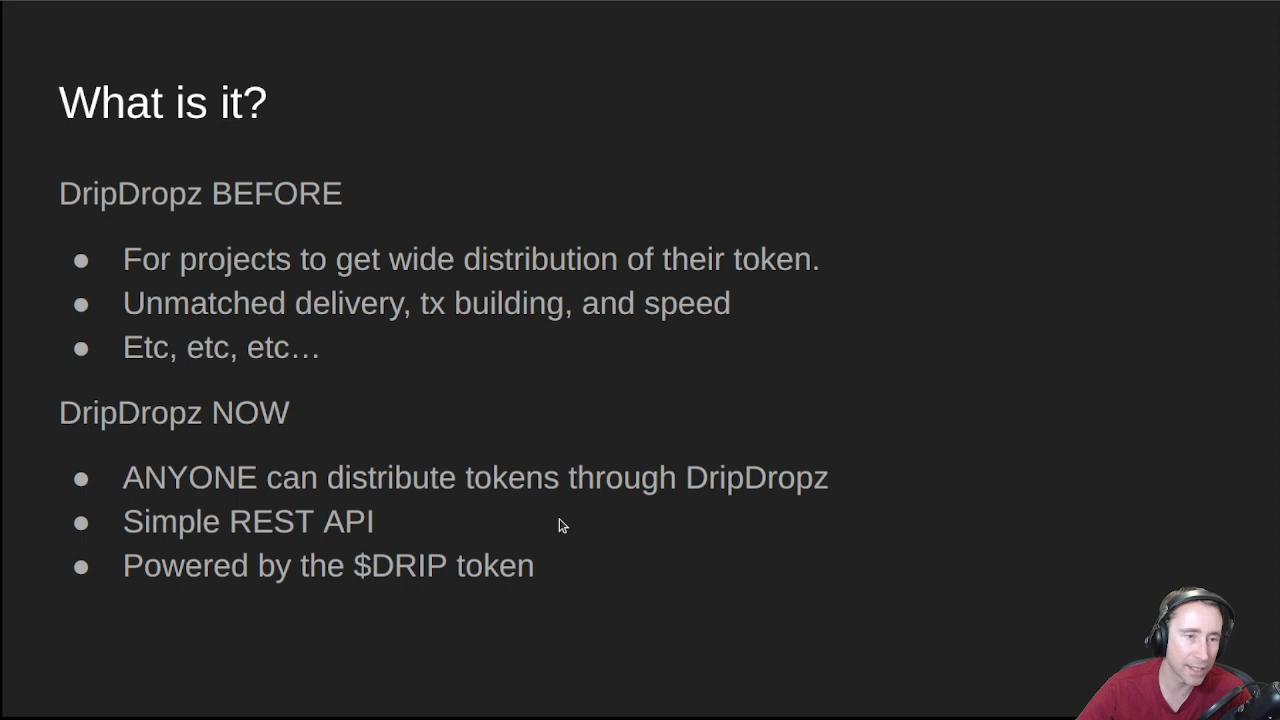 What is it?
DripDropz BEFORE
● For projects to get wide distribution of their token.
● Unmatched delivery, tx building, and speed
● Etc, etc, etc…
DripDropz NOW
● ANYONE can distribute tokens through DripDropz
● Simple REST API
● Powered by the $DRIP token